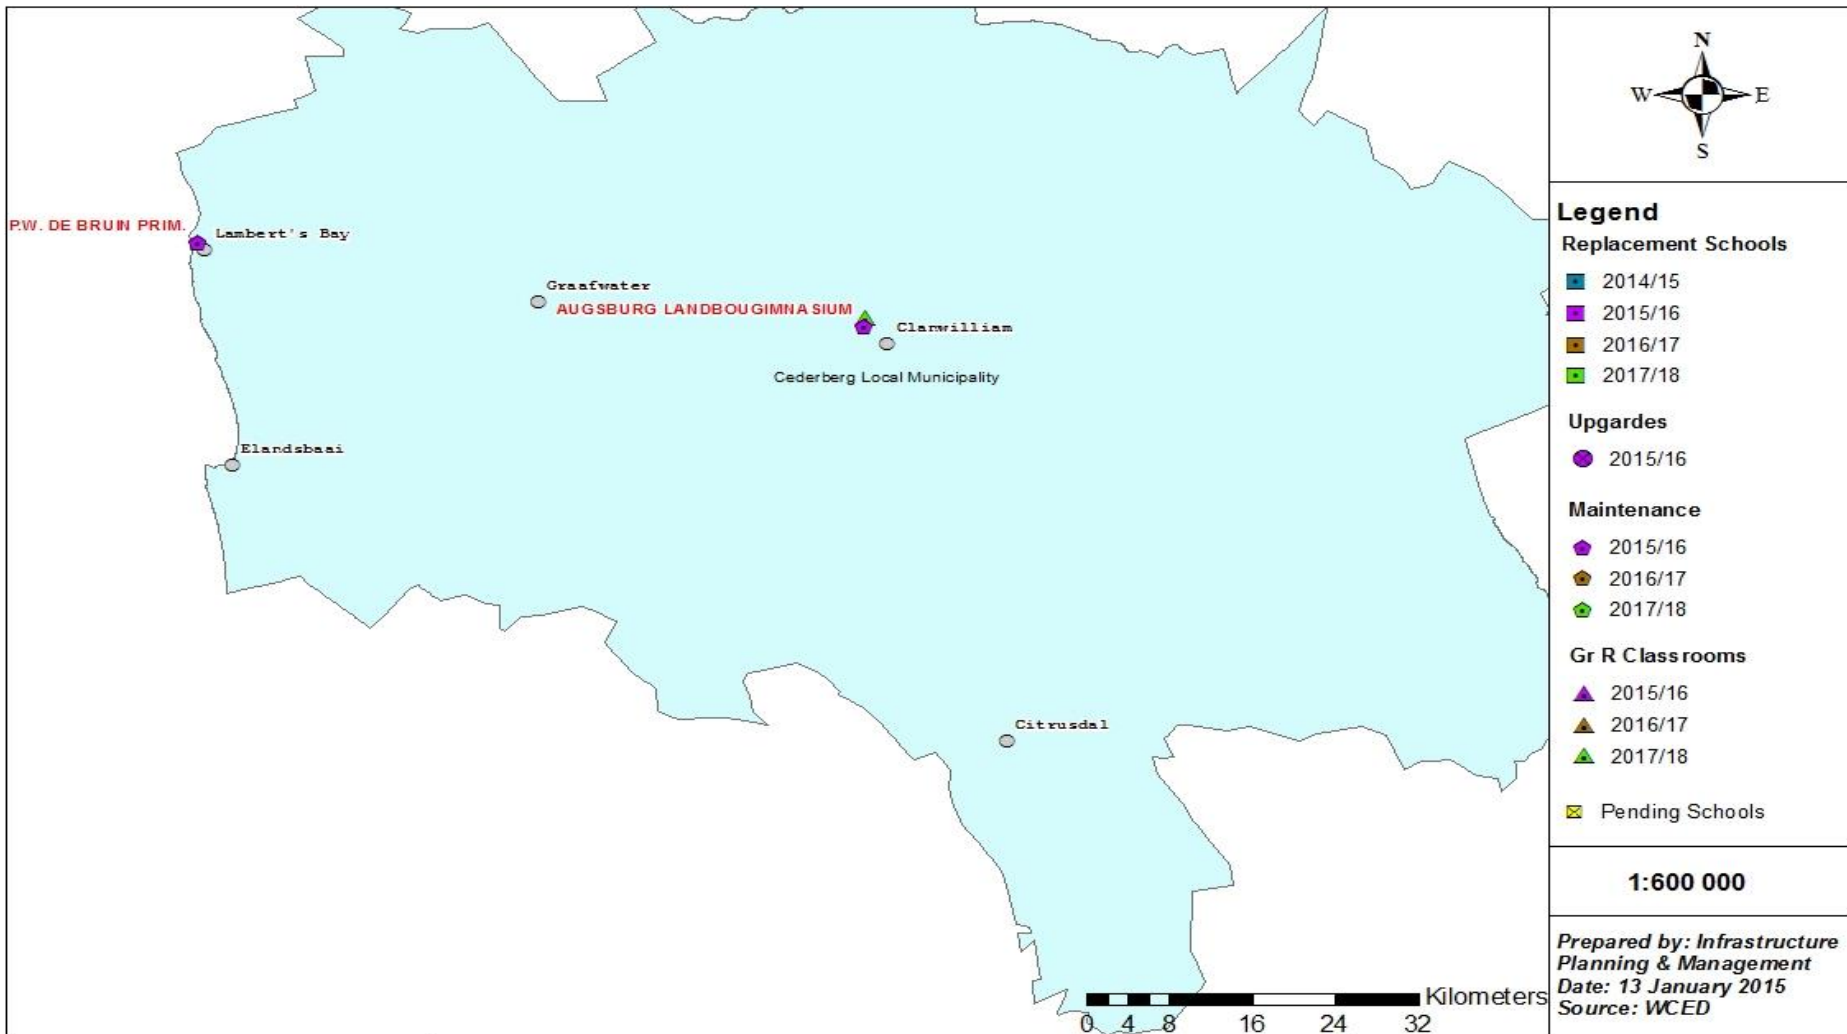 P.W. DE BRUIN PRIM.
Lambert's Bay
Graafwater
AUGSBURG LANDBOUGIMNASIUM
Clanwilliam
Cederberg Local Municipality
Elandsbaai
Citrusdal
Kilometers
0 4 8 16 24 32
N
W E
S
Legend
Replacement Schools
2014/15
2015/16
2016/17
2017/18
Upgardes
2015/16
Maintenance
2015/16
2016/17
2017/18
Gr R Classrooms
2015/16
2016/17
2017/18
Pending Schools
1:600 000
Prepared by: Infrastructure
Planning & Management
Date: 13 January 2015
Source: WCED